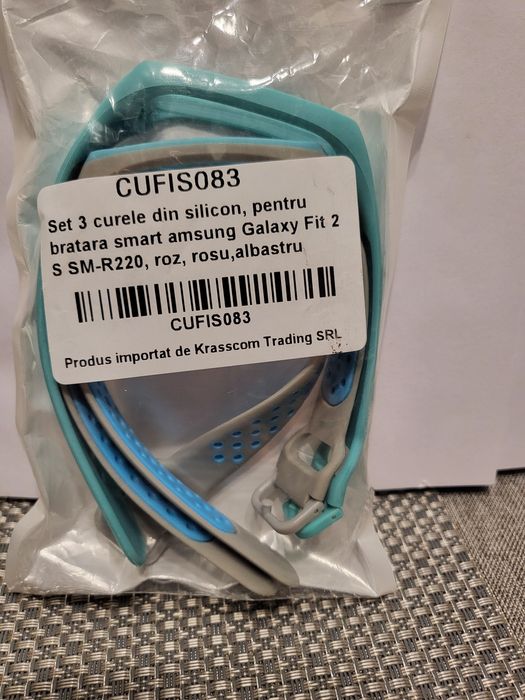 CUFIS083
Set 3 curele din silicon, pentru
bratara smart amsung Galaxy Fit 2
S SM-R220, roz, rosu,albastru
CUFIS083
Produs importat de Krasscom Trading SRL